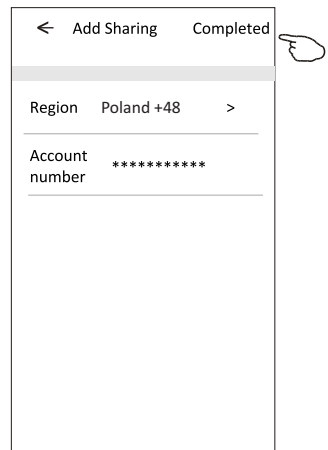 ← Add Sharing Completed
Region Poland +48 >
Account
number ***********